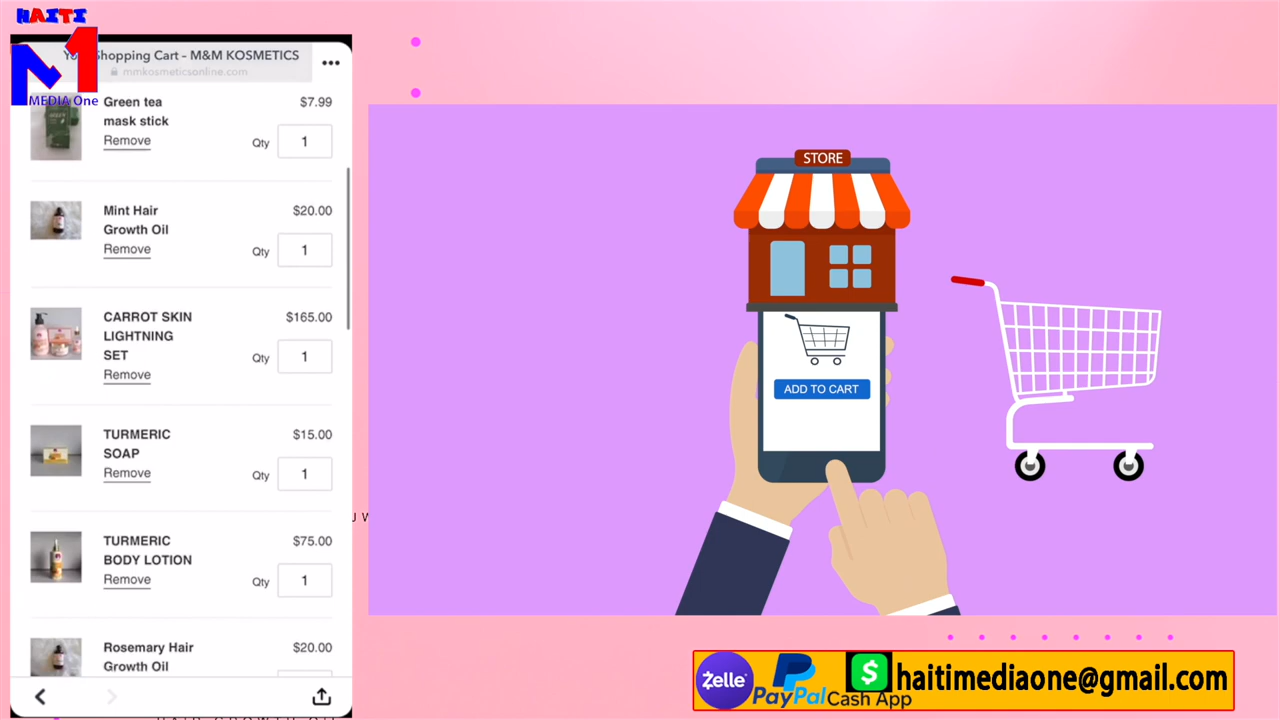 HAITI
M1
MEDIA One
Shopping Cart - M&M KOSMETICS
mmkosmeticsonline.com
Green tea
mask stick
$7.99
Remove
Qty 1
Mint Hair
Growth Oil
$20.00
Remove
Qty 1
CARROT SKIN
LIGHTNING
SET
$165.00
Remove
Qty 1
TURMERIC
SOAP
$15.00
Remove
Qty 1
TURMERIC
BODY LOTION
$75.00
Remove
Qty 1
Rosemary Hair
Growth Oil
$20.00
STORE
ADD TO CART
Zelle
PayPal
Cash App
haitimediaone@gmail.com